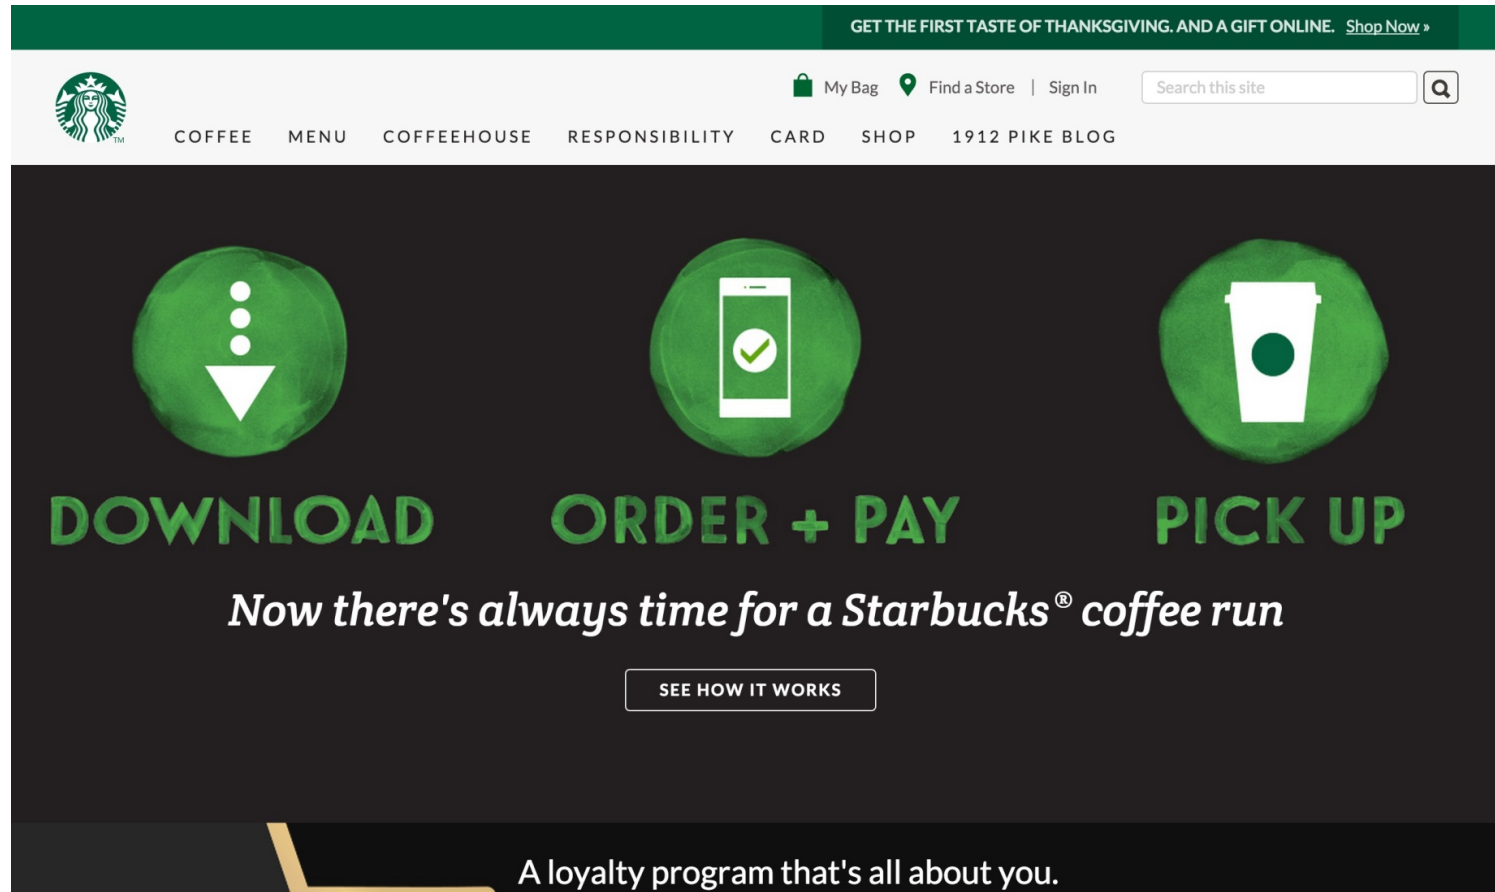 GET THE FIRST TASTE OF THANKSGIVING. AND A GIFT ONLINE. Shop Now »
My Bag Find a Store | Sign In Search this site
TM
COFFEE MENU COFFEEHOUSE RESPONSIBILITY CARD SHOP 1912 PIKE BLOG
DOWNLOAD ORDER + PAY PICK UP
Now there's always time for a Starbucks® coffee run
SEE HOW IT WORKS
A loyalty program that's all about you.